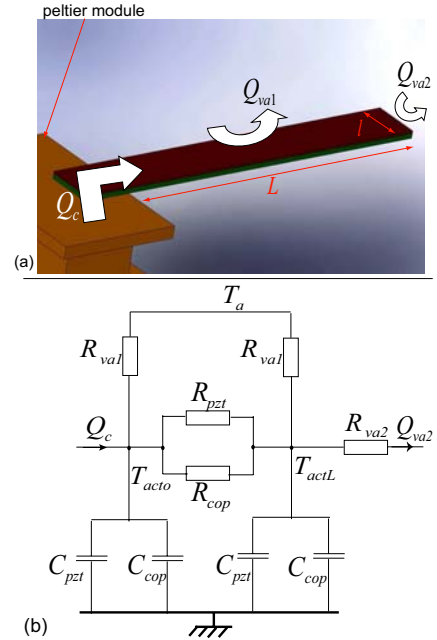 peltier module
Q_va2
Q_va1
l
L
Q_c
(a)
T_a
R_va1 R_va1
R_pzt
R_va2
Q_c Q_va2
T_acto T_actL
R_cop
C_pzt C_cop C_pzt C_cop
(b)